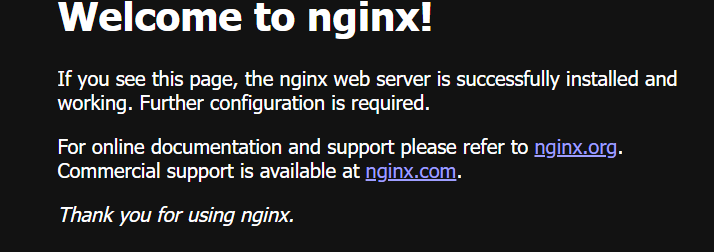 Welcome to nginx!
If you see this page, the nginx web server is successfully installed and
working. Further configuration is required.
For online documentation and support please refer to nginx.org.
Commercial support is available at nginx.com.
Thank you for using nginx.